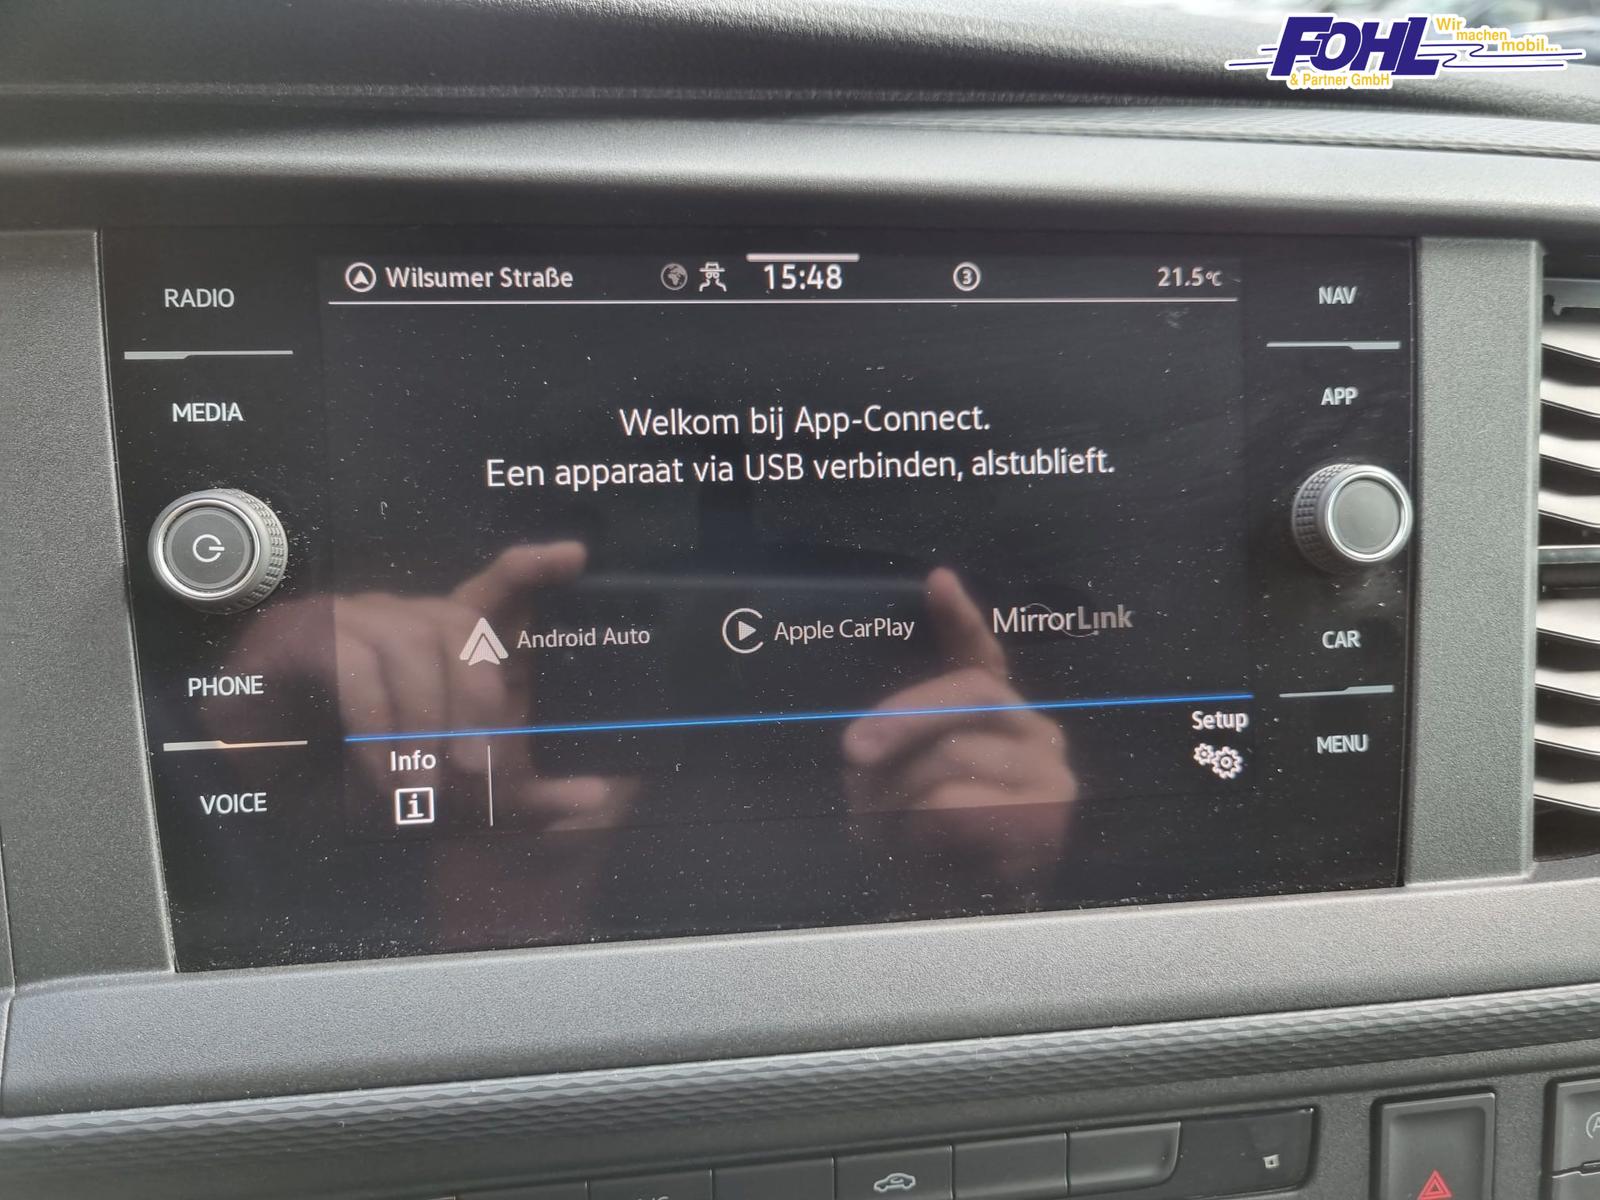 FOHL
Wir
machen
mobil...
& Partner GmbH
RADIO
MEDIA
PHONE
VOICE
Wilsumer Straße
15:48
3
21.5°C
Welkom bij App-Connect.
Een apparaat via USB verbinden, alstublieft.
Android Auto
Apple CarPlay
MirrorLink
Info
i
Setup
NAV
APP
CAR
MENU